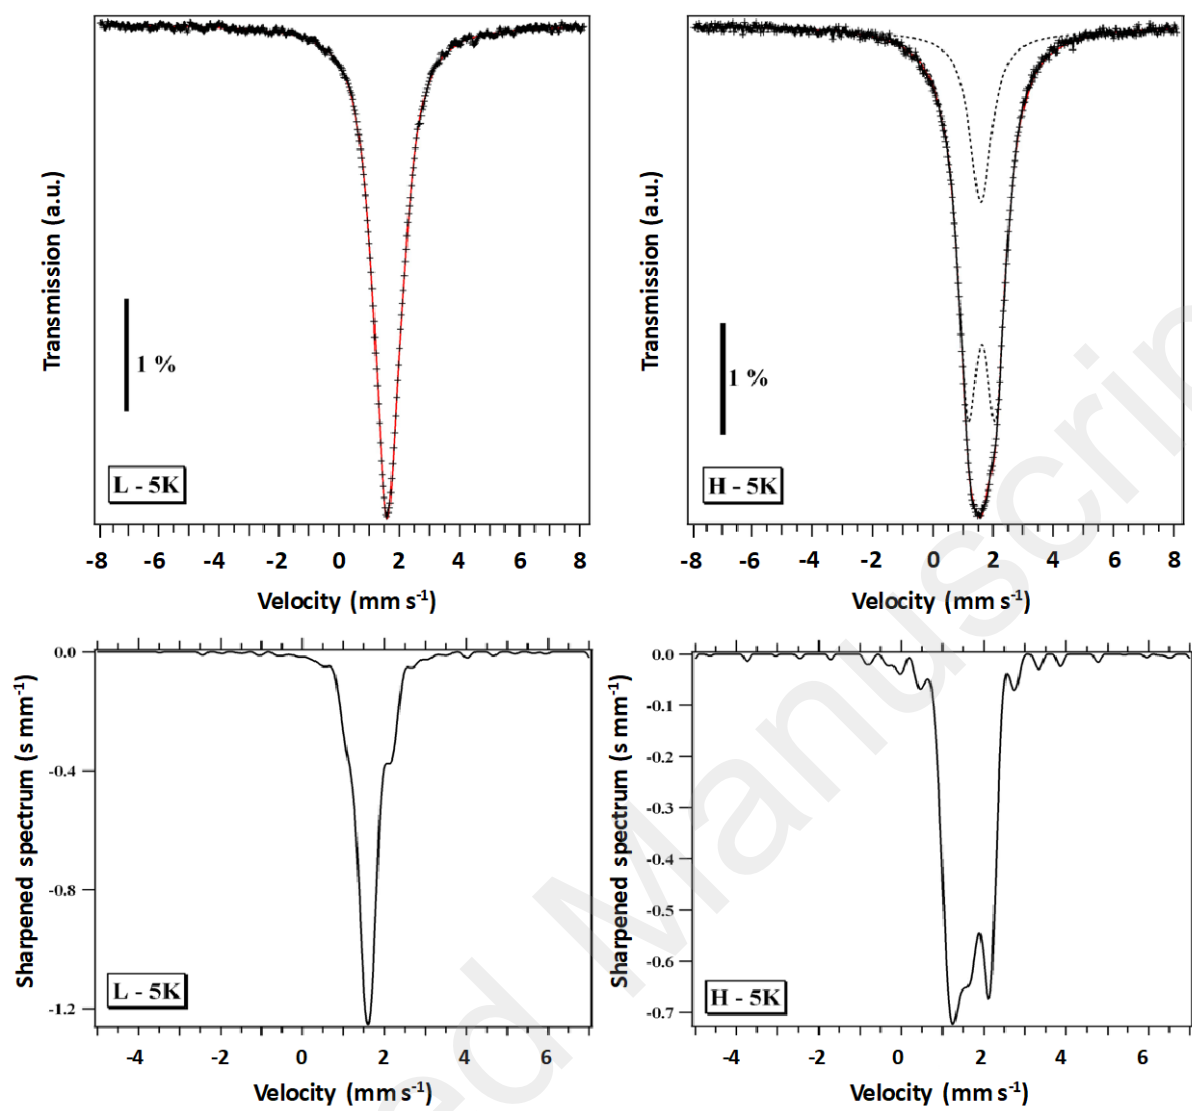 Transmission (a.u.)
1 %
L - 5K
-8 -6 -4 -2 0 2 4 6 8
Velocity (mm s⁻¹)
Transmission (a.u.)
1 %
H - 5K
-8 -6 -4 -2 0 2 4 6 8
Velocity (mm s⁻¹)
Sharpened spectrum (s mm⁻¹)
0.0
-0.4
-0.8
-1.2
L - 5K
-4 -2 0 2 4 6
Velocity (mm s⁻¹)
Sharpened spectrum (s mm⁻¹)
0.0
-0.1
-0.2
-0.3
-0.4
-0.5
-0.6
-0.7
H - 5K
-4 -2 0 2 4 6
Velocity (mm s⁻¹)
ed Manuscrip